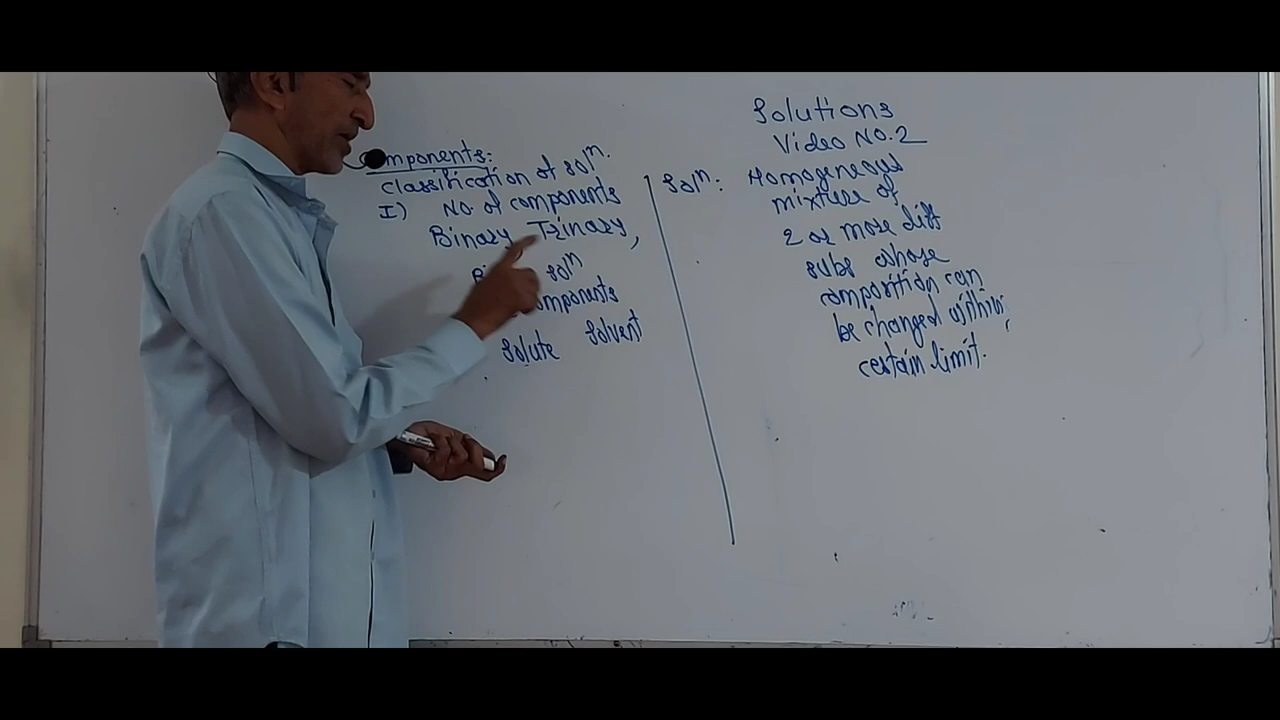 Components:
Classification of solⁿ.
I) No. of components
Binary Trinary,
solⁿ
components
Solute Solvent
Solutions
Video No. 2
Solⁿ: Homogeneous
mixture of
2 or more diff
subs whose
composition can
be changed within
certain limit.